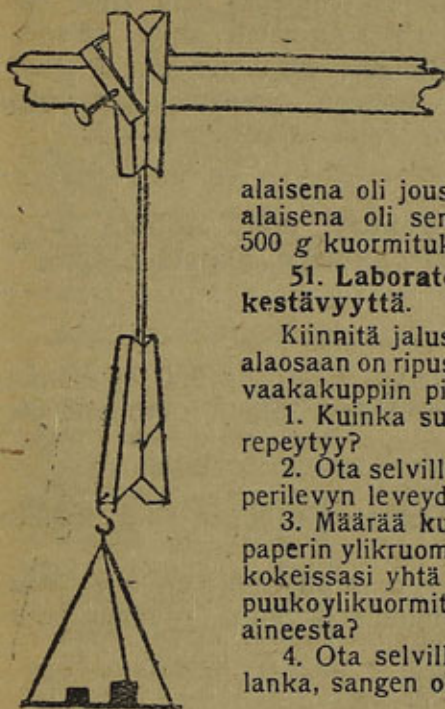 alaisena oli jous
alaisena oli sen
500 g kuormituk
51. Laborato
kestävyyttä.
Kiinnitä jalus
alaosaan on ripus
vaakakuppiin pi
1. Kuinka su
repeytyy?
2. Ota selvill
perilevyn leveyd
3. Määrää ku
paperin ylikruom
kokeissasi yhtä
puukoylikuormit
aineesta?
4. Ota selvill
lanka, sangen o